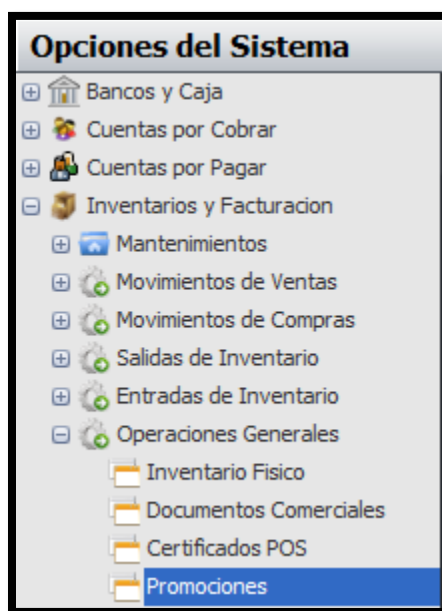 Opciones del Sistema
Bancos y Caja
Cuentas por Cobrar
Cuentas por Pagar
Inventarios y Facturacion
Mantenimientos
Movimientos de Ventas
Movimientos de Compras
Salidas de Inventario
Entradas de Inventario
Operaciones Generales
Inventario Fisico
Documentos Comerciales
Certificados POS
Promociones